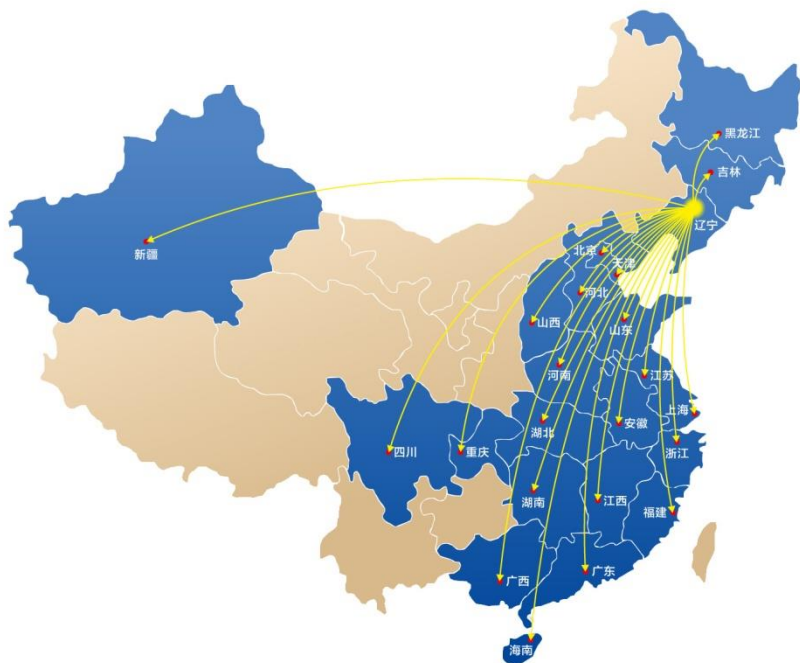 黑龙江
吉林
辽宁
新疆
北京
天津
河北
山西
山东
河南
江苏
上海
湖北
安徽
浙江
四川
重庆
湖南
江西
福建
广西
广东
海南